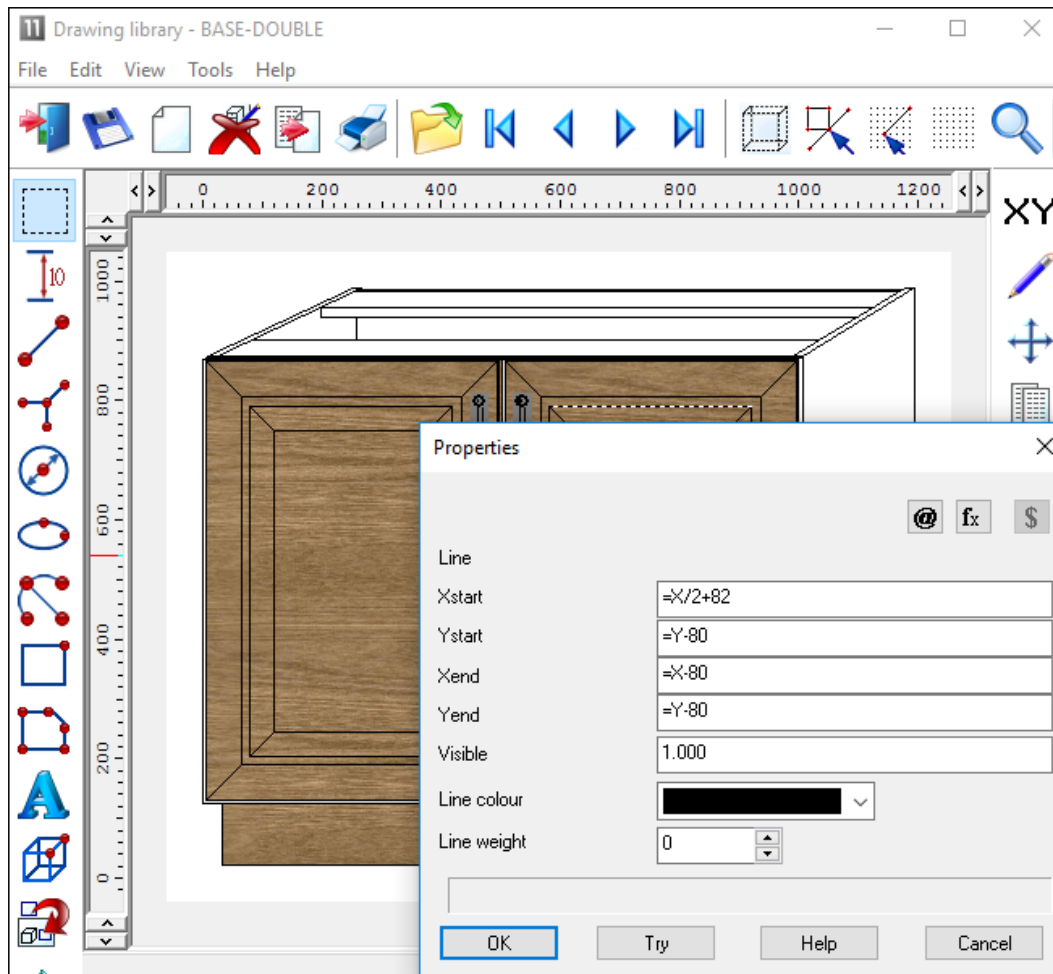 11 Drawing library - BASE-DOUBLE
File Edit View Tools Help
< > 0 200 400 600 800 1000 1200 < >
XY
10
1000
800
600
400
200
0
A
Properties
@ fx $
Line
Xstart =X/2+82
Ystart =Y-80
Xend =X-80
Yend =Y-80
Visible 1.000
Line colour
Line weight 0
OK Try Help Cancel